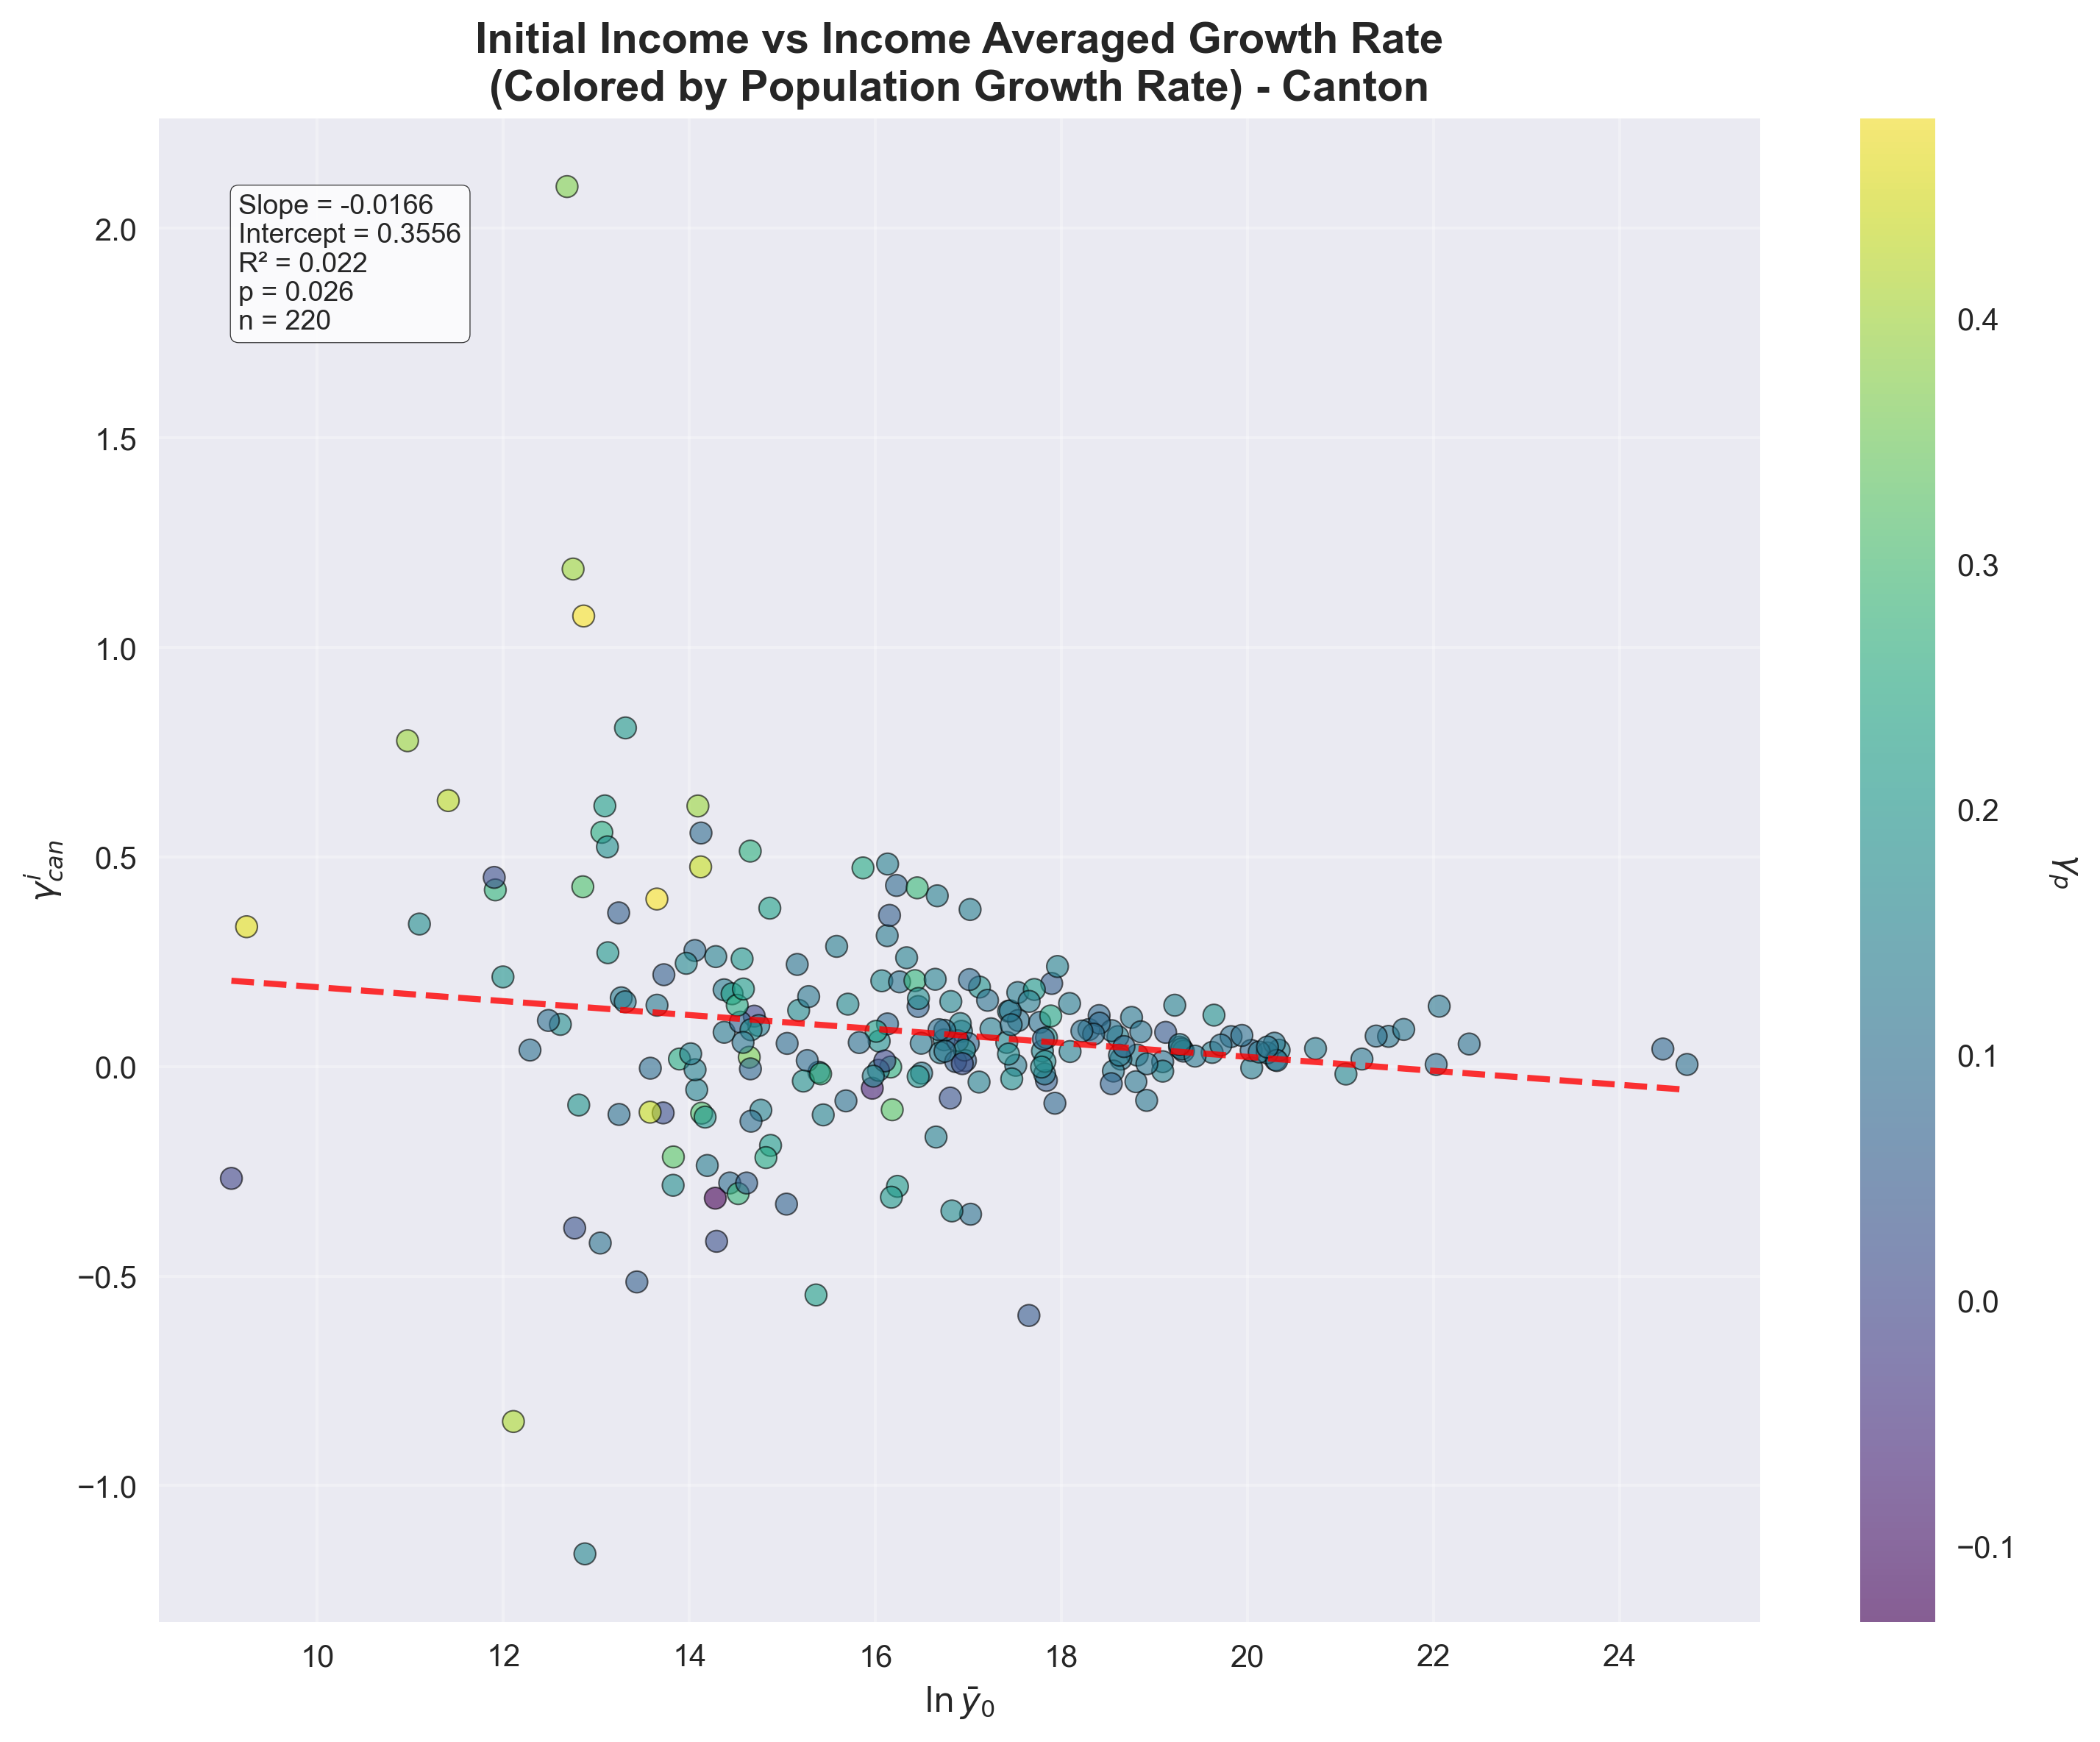 Initial Income vs Income Averaged Growth Rate
(Colored by Population Growth Rate) - Canton
Slope = -0.0166
Intercept = 0.3556
R² = 0.022
p = 0.026
n = 220
2.0
1.5
1.0
0.5
0.0
−0.5
−1.0
γ^i_can
10 12 14 16 18 20 22 24
ln ȳ₀
0.4
0.3
0.2
0.1
0.0
−0.1
γ_p